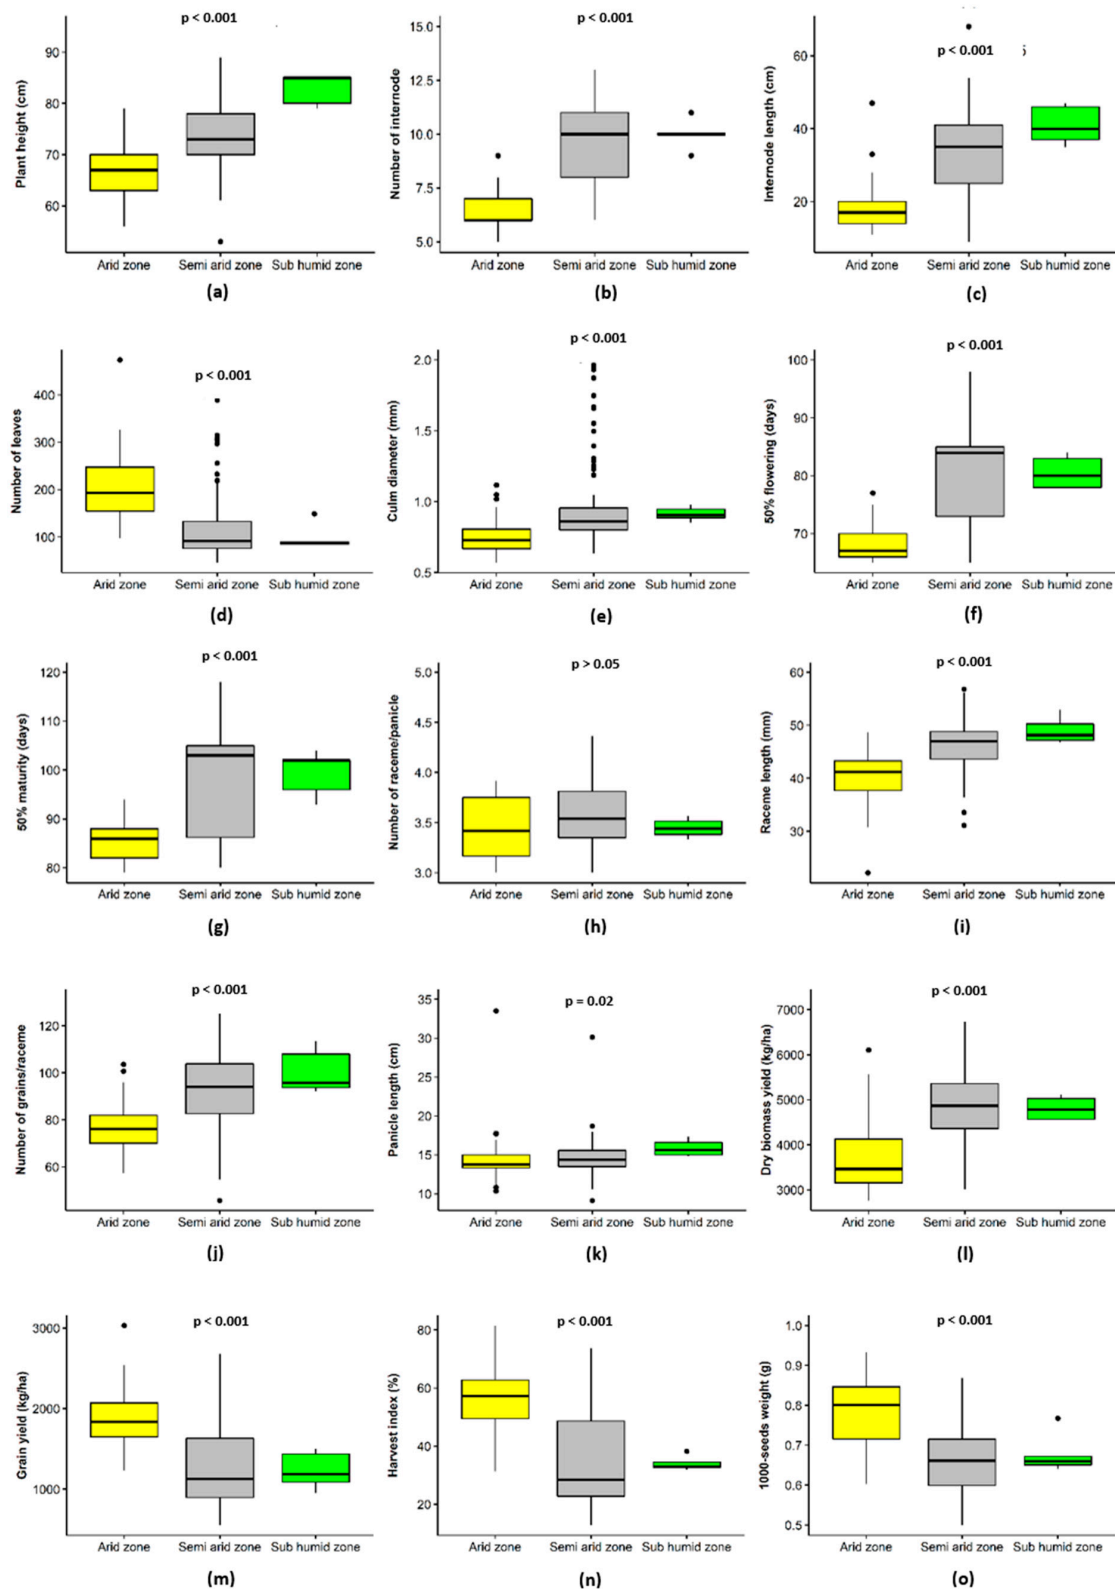 p < 0.001
Plant height (cm)
90
80
70
60
Arid zone Semi arid zone Sub humid zone
(a)
p < 0.001
Number of internode
15.0
12.5
10.0
7.5
5.0
Arid zone Semi arid zone Sub humid zone
(b)
p < 0.001
Internode length (cm)
60
40
20
Arid zone Semi arid zone Sub humid zone
(c)
p < 0.001
Number of leaves
400
300
200
100
Arid zone Semi arid zone Sub humid zone
(d)
p < 0.001
Culm diameter (mm)
2.0
1.5
1.0
0.5
Arid zone Semi arid zone Sub humid zone
(e)
p < 0.001
50% flowering (days)
100
90
80
70
Arid zone Semi arid zone Sub humid zone
(f)
p < 0.001
50% maturity (days)
120
110
100
90
80
Arid zone Semi arid zone Sub humid zone
(g)
p > 0.05
Number of raceme/panicle
5.0
4.5
4.0
3.5
3.0
Arid zone Semi arid zone Sub humid zone
(h)
p < 0.001
Raceme length (mm)
60
50
40
30
Arid zone Semi arid zone Sub humid zone
(i)
p < 0.001
Number of grains/raceme
120
100
80
60
Arid zone Semi arid zone Sub humid zone
(j)
p = 0.02
Panicle length (cm)
35
30
25
20
15
10
Arid zone Semi arid zone Sub humid zone
(k)
p < 0.001
Dry biomass yield (kg/ha)
7000
6000
5000
4000
3000
Arid zone Semi arid zone Sub humid zone
(l)
p < 0.001
Grain yield (kg/ha)
3000
2000
1000
Arid zone Semi arid zone Sub humid zone
(m)
p < 0.001
Harvest index (%)
80
60
40
20
Arid zone Semi arid zone Sub humid zone
(n)
p < 0.001
1000-seeds weight (g)
1.0
0.9
0.8
0.7
0.6
0.5
Arid zone Semi arid zone Sub humid zone
(o)